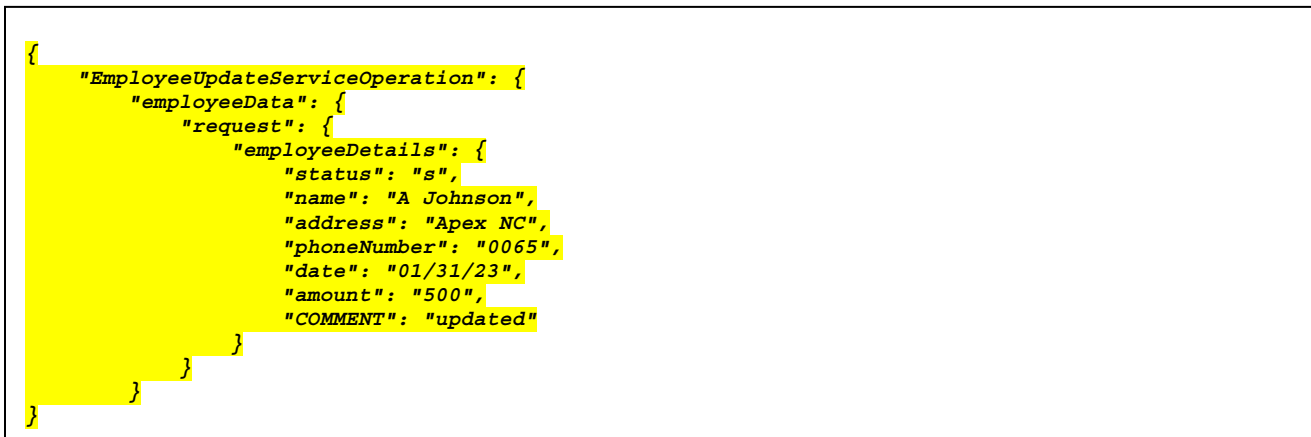 {
    "EmployeeUpdateServiceOperation": {
        "employeeData": {
            "request": {
                "employeeDetails": {
                    "status": "s",
                    "name": "A Johnson",
                    "address": "Apex NC",
                    "phoneNumber": "0065",
                    "date": "01/31/23",
                    "amount": "500",
                    "COMMENT": "updated"
                }
            }
        }
}